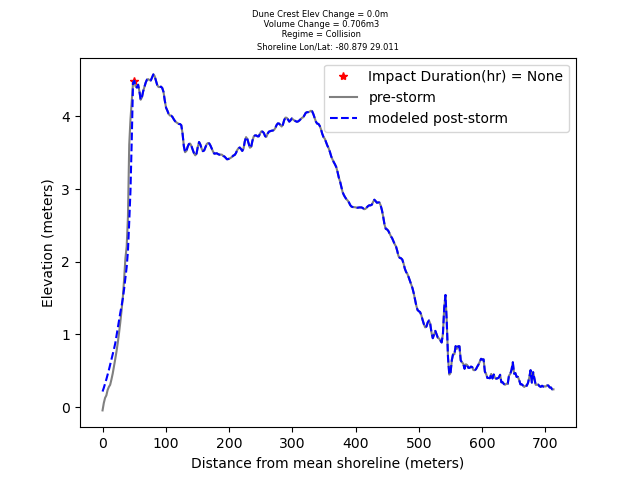 Dune Crest Elev Change = 0.0m
Volume Change = 0.706m3
Regime = Collision
Shoreline Lon/Lat: -80.879 29.011
Impact Duration(hr) = None
pre-storm
modeled post-storm
Elevation (meters)
4
3
2
1
0
0 100 200 300 400 500 600 700
Distance from mean shoreline (meters)